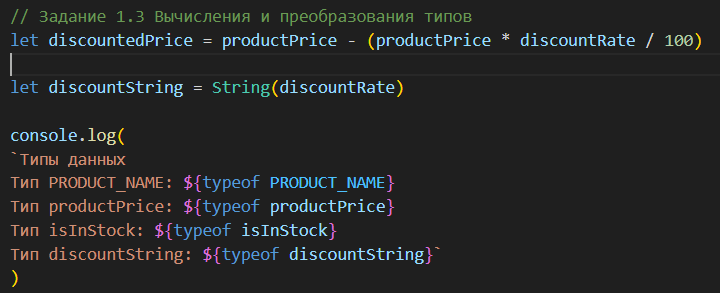 // Задание 1.3 Вычисления и преобразования типов
let discountedPrice = productPrice - (productPrice * discountRate / 100)
let discountString = String(discountRate)
console.log(
`Типы данных
Тип PRODUCT_NAME: ${typeof PRODUCT_NAME}
Тип productPrice: ${typeof productPrice}
Тип isInStock: ${typeof isInStock}
Тип discountString: ${typeof discountString}`
)